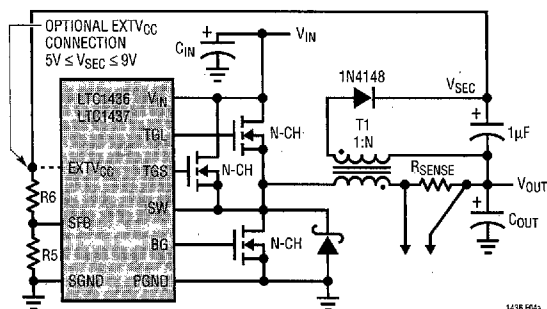 OPTIONAL EXTVCC
CONNECTION
5V ≤ VSEC ≤ 9V
CIN
+
VIN
LTC1436
LTC1437
VIN
TGL
N-CH
EXTVCC
TGS
N-CH
R6
SFB
SW
R5
BG
N-CH
SGND
PGND
1N4148
VSEC
T1
1:N
+
1µF
RSENSE
VOUT
+
COUT
1436 F04a